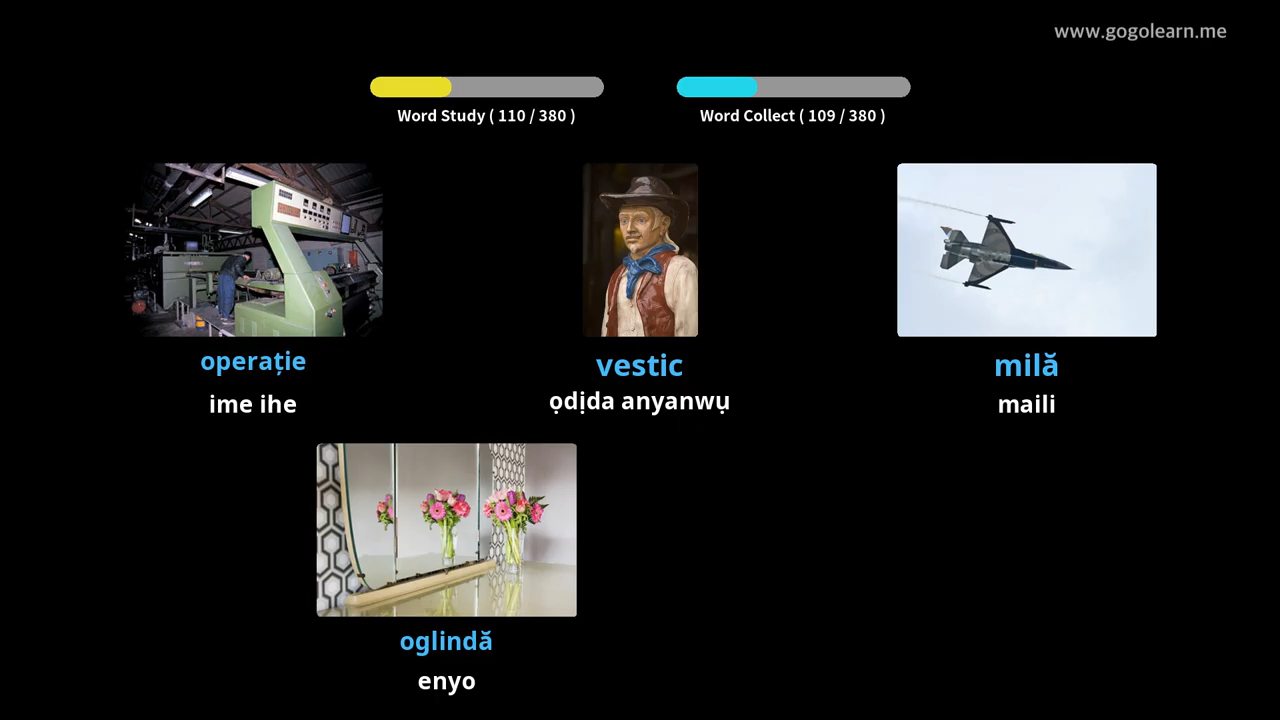 www.gogolearn.me
Word Study ( 110 / 380 )
Word Collect ( 109 / 380 )
operație
ime ihe
vestic
ọdịda anyanwụ
milă
maili
oglindă
enyo